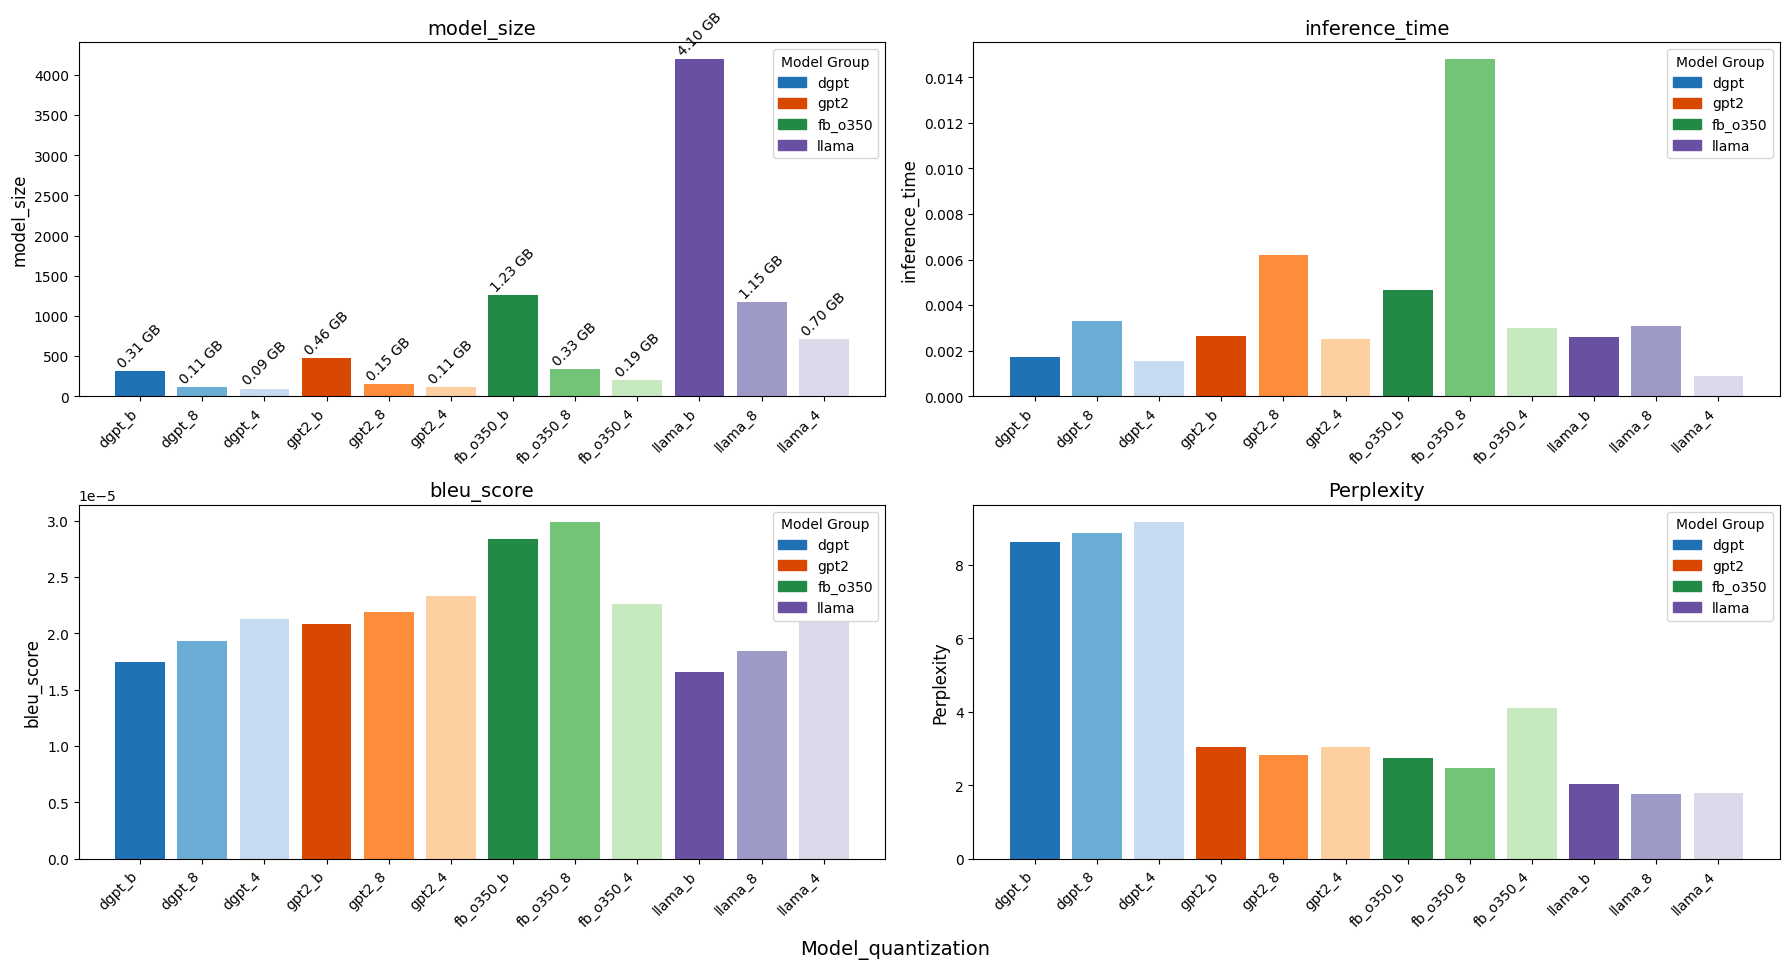 model_size
model_size
4000
3500
3000
2500
2000
1500
1000
500
0
0.31 GB
0.11 GB
0.09 GB
0.46 GB
0.15 GB
0.11 GB
1.23 GB
0.33 GB
0.19 GB
4.10 GB
1.15 GB
0.70 GB
Model Group
dgpt
gpt2
fb_o350
llama
dgpt_b
dgpt_8
dgpt_4
gpt2_b
gpt2_8
gpt2_4
fb_o350_b
fb_o350_8
fb_o350_4
llama_b
llama_8
llama_4
inference_time
inference_time
0.014
0.012
0.010
0.008
0.006
0.004
0.002
0.000
Model Group
dgpt
gpt2
fb_o350
llama
dgpt_b
dgpt_8
dgpt_4
gpt2_b
gpt2_8
gpt2_4
fb_o350_b
fb_o350_8
fb_o350_4
llama_b
llama_8
llama_4
bleu_score
1e−5
bleu_score
3.0
2.5
2.0
1.5
1.0
0.5
0.0
Model Group
dgpt
gpt2
fb_o350
llama
dgpt_b
dgpt_8
dgpt_4
gpt2_b
gpt2_8
gpt2_4
fb_o350_b
fb_o350_8
fb_o350_4
llama_b
llama_8
llama_4
Perplexity
Perplexity
8
6
4
2
0
Model Group
dgpt
gpt2
fb_o350
llama
dgpt_b
dgpt_8
dgpt_4
gpt2_b
gpt2_8
gpt2_4
fb_o350_b
fb_o350_8
fb_o350_4
llama_b
llama_8
llama_4
Model_quantization